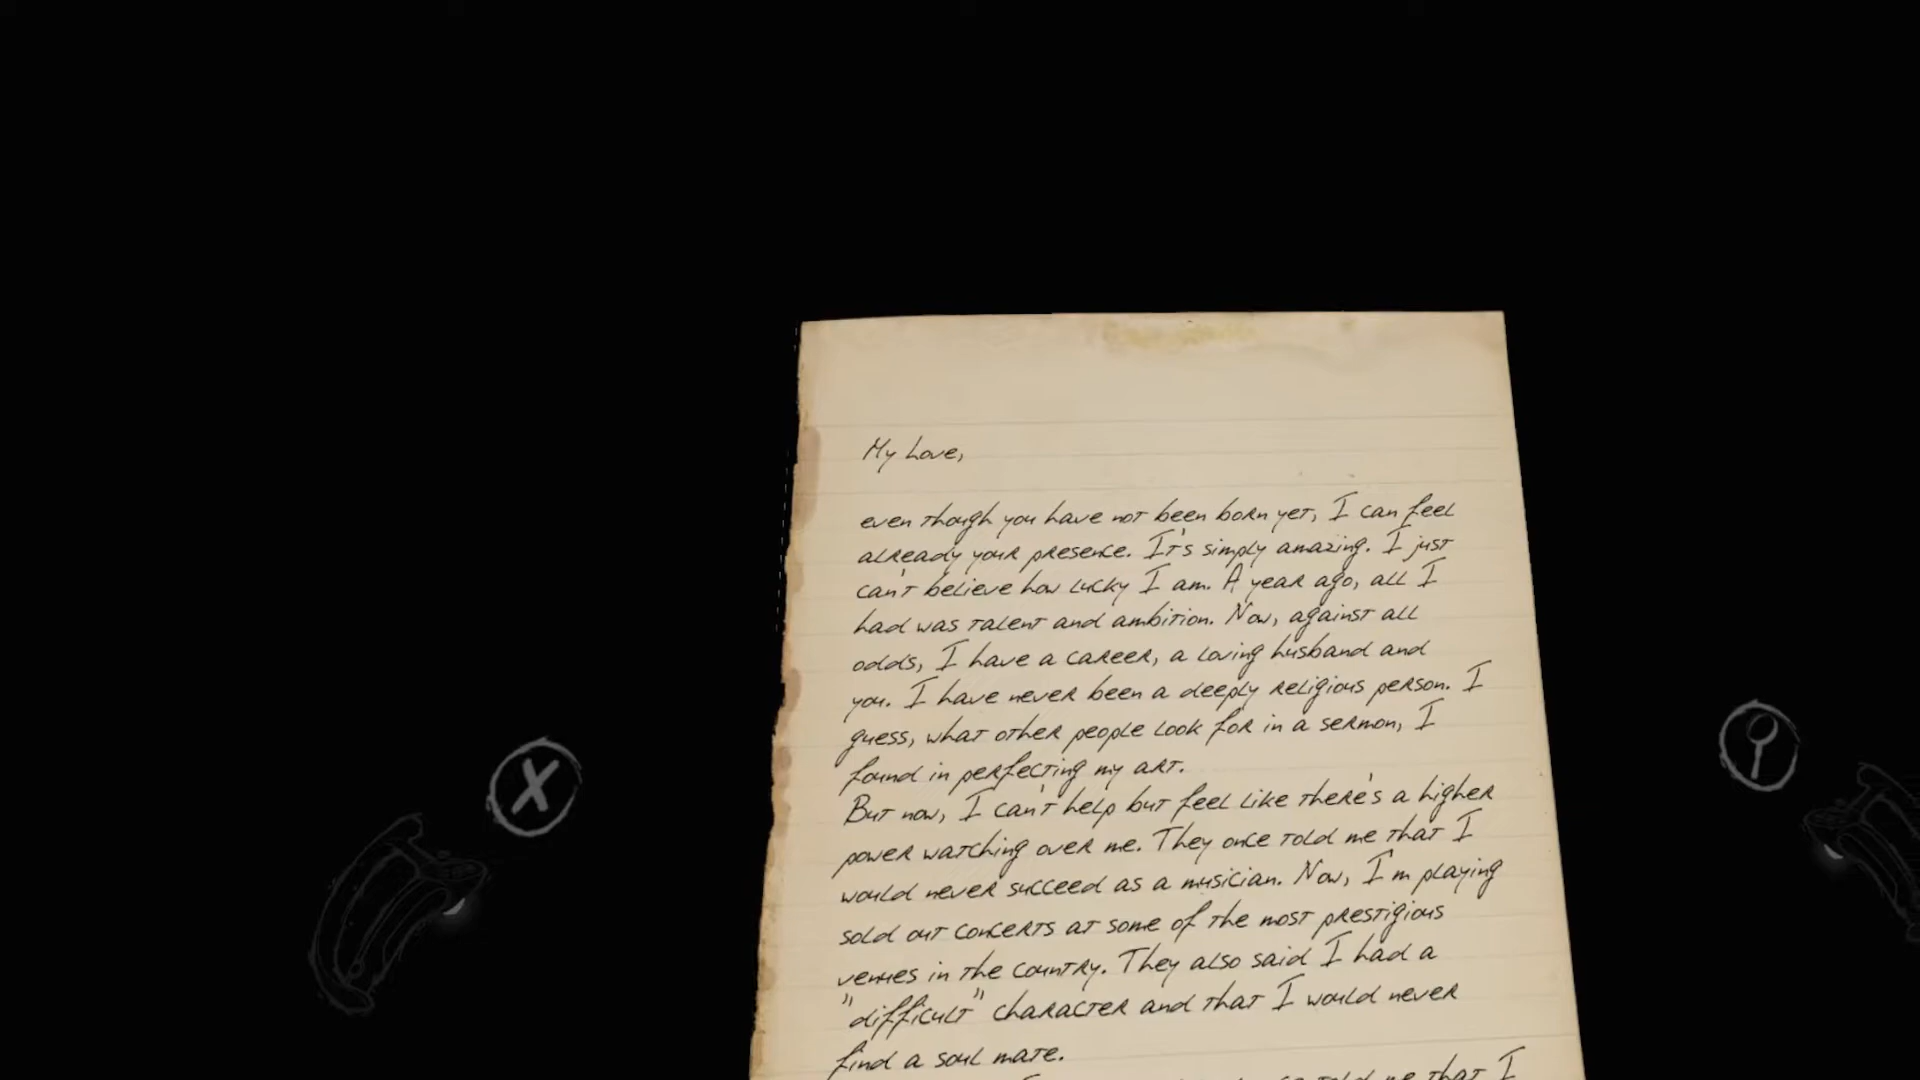 X
My Love,
even though you have not been born yet, I can feel
already your presence. It's simply amazing. I just
can't believe how lucky I am. A year ago, all I
had was talent and ambition. Now, against all
odds, I have a career, a loving husband and
you. I have never been a deeply religious person. I
guess, what other people look for in a sermon, I
found in perfecting my art.
But now, I can't help but feel like there's a higher
power watching over me. They once told me that I
would never succeed as a musician. Now, I'm playing
sold out concerts at some of the most prestigious
venues in the country. They also said I had a
"difficult" character and that I would never
find a soul mate.
told me that I